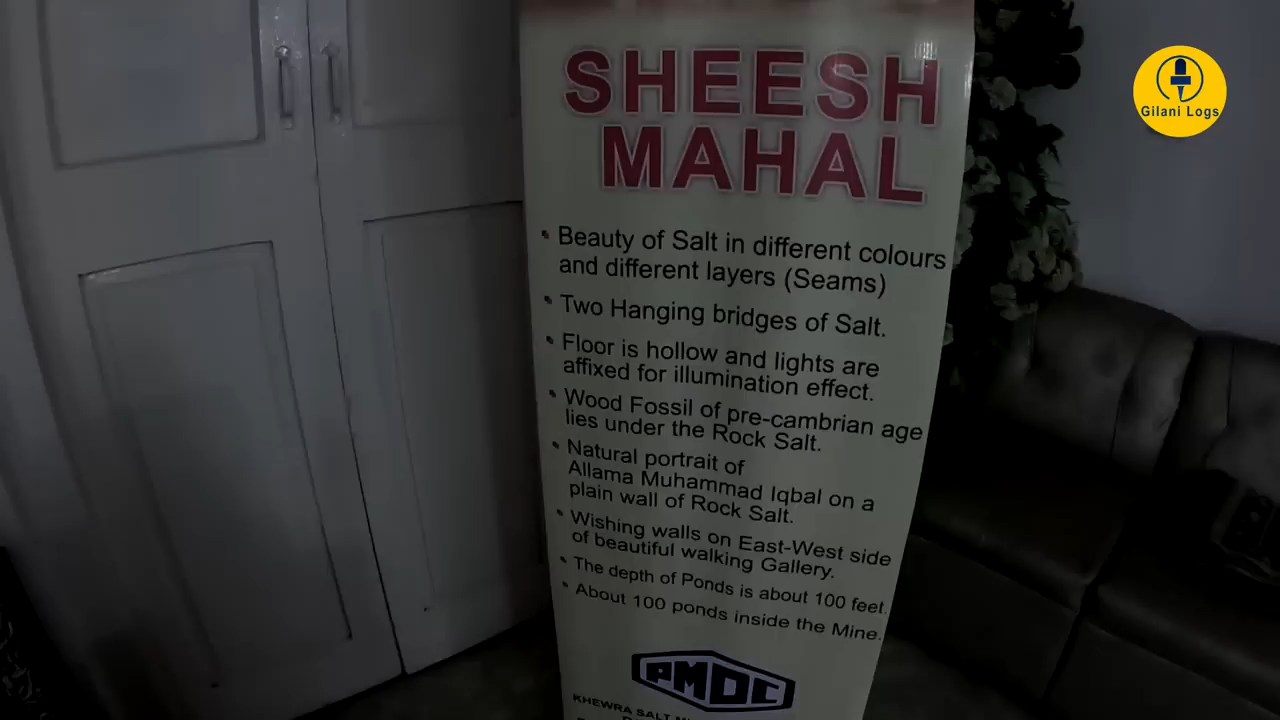 Gilani Logs
SHEESH
MAHAL
• Beauty of Salt in different colours
and different layers (Seams)
• Two Hanging bridges of Salt.
• Floor is hollow and lights are
affixed for illumination effect.
• Wood Fossil of pre-cambrian age
lies under the Rock Salt.
• Natural portrait of
Allama Muhammad Iqbal on a
plain wall of Rock Salt.
• Wishing walls on East-West side
of beautiful walking Gallery.
• The depth of Ponds is about 100 feet.
• About 100 ponds inside the Mine.
PMDC
KHEWRA SALT